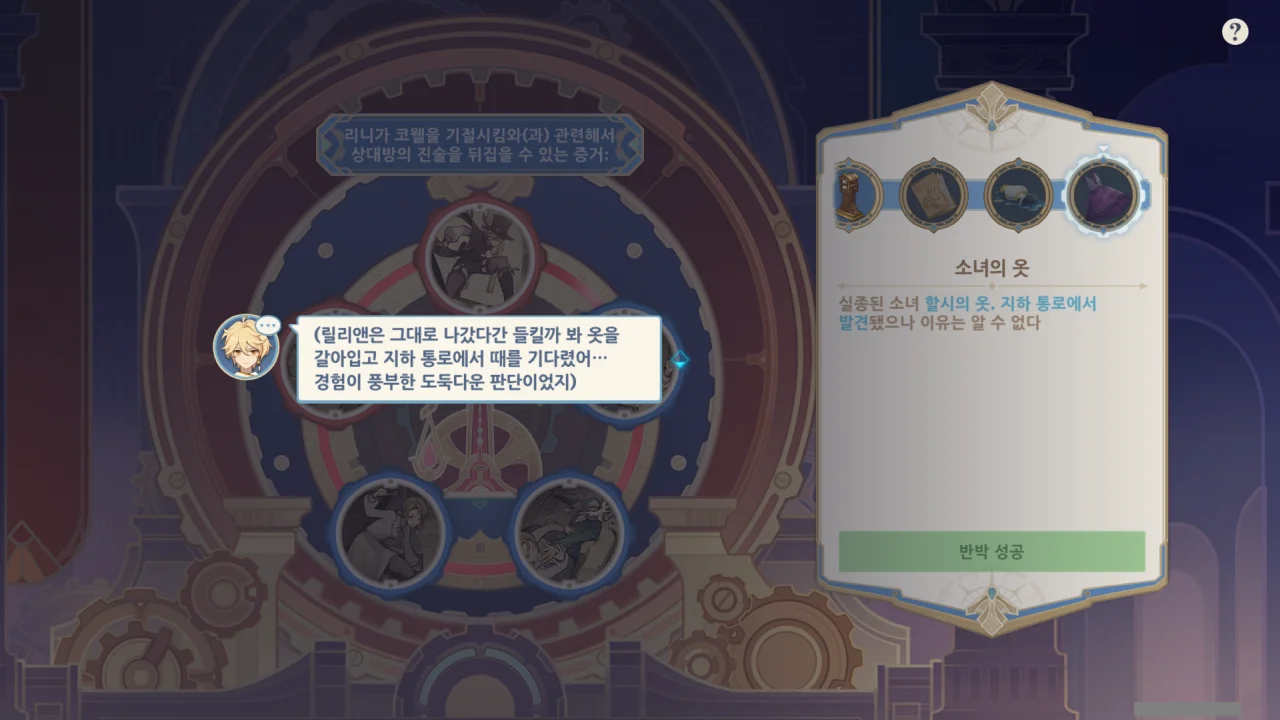 ?
리니가 코웰을 기절시킴와(과) 관련해서
상대방의 진술을 뒤집을 수 있는 증거:
소녀의 옷
실종된 소녀 할시의 옷. 지하 통로에서
발견됐으나 이유는 알 수 없다
(릴리앤은 그대로 나갔다간 들킬까 봐 옷을
갈아입고 지하 통로에서 때를 기다렸어…
경험이 풍부한 도둑다운 판단이었지)
반박 성공